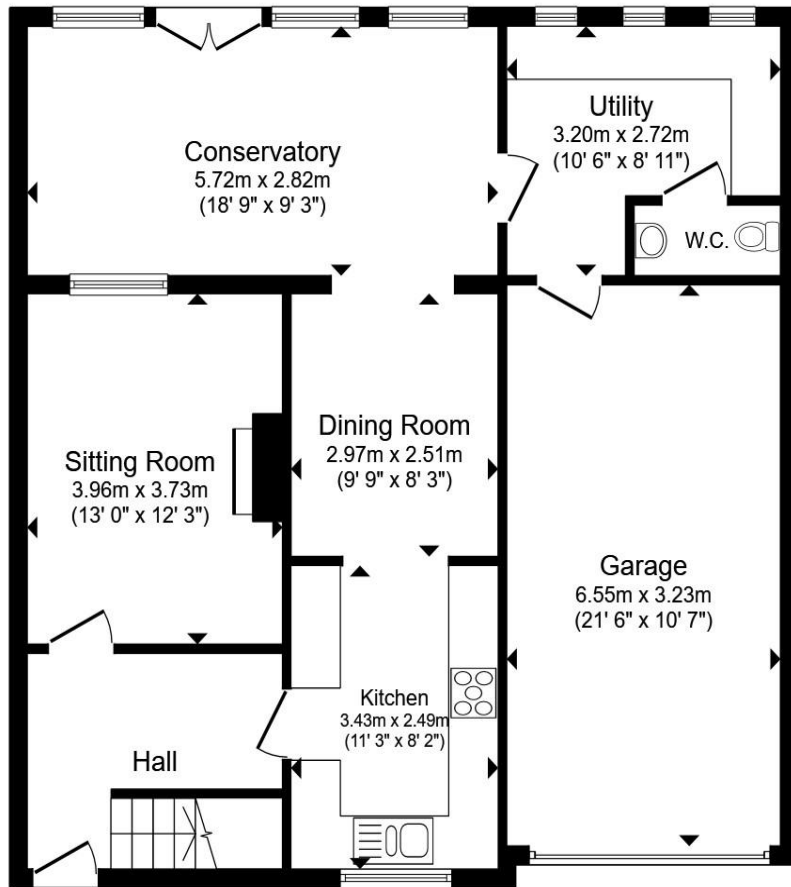 Conservatory
5.72m x 2.82m
(18' 9" x 9' 3")
Utility
3.20m x 2.72m
(10' 6" x 8' 11")
W.C.
Sitting Room
3.96m x 3.73m
(13' 0" x 12' 3")
Dining Room
2.97m x 2.51m
(9' 9" x 8' 3")
Garage
6.55m x 3.23m
(21' 6" x 10' 7")
Kitchen
3.43m x 2.49m
(11' 3" x 8' 2")
Hall